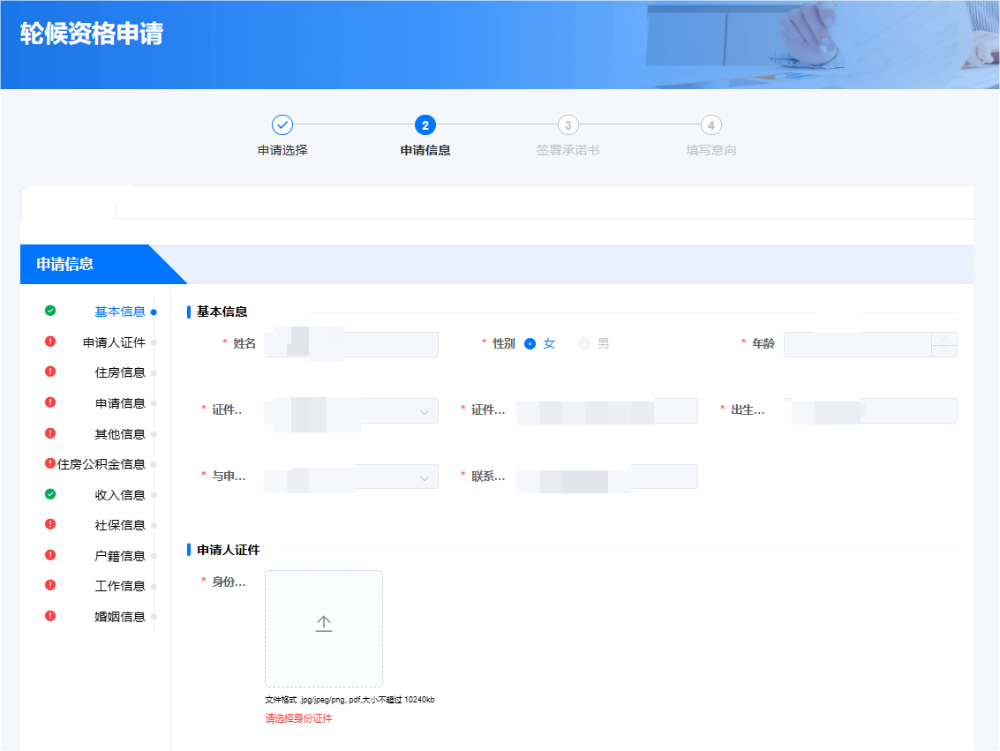 轮候资格申请
2
3
4
申请选择
申请信息
签署承诺书
填写意向
申请信息
基本信息
申请人证件
住房信息
申请信息
其他信息
住房公积金信息
收入信息
社保信息
户籍信息
工作信息
婚姻信息
基本信息
* 姓名
* 性别 女 男
* 年龄
* 证件..
* 证件...
* 出生...
* 与申...
* 联系...
申请人证件
* 身份...
文件格式 .jpg/jpeg/png,.pdf,大小不超过 10240kb
请选择身份证件